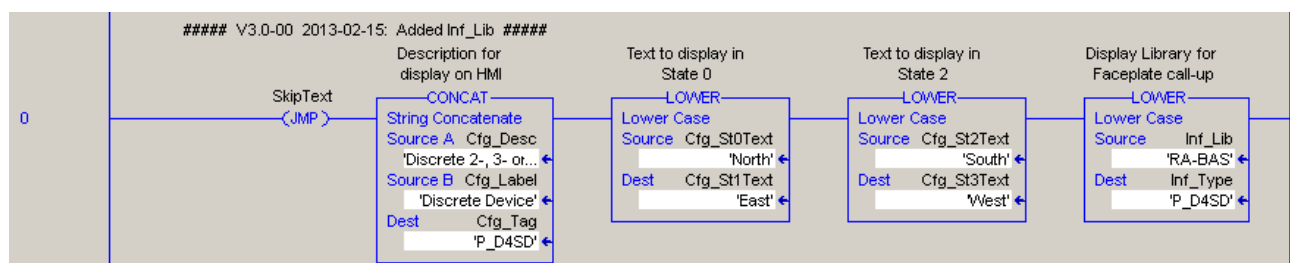 ##### V3.0-00 2013-02-15: Added Inf_Lib #####
Description for
display on HMI
Text to display in
State 0
Text to display in
State 2
Display Library for
Faceplate call-up
0
SkipText
JMP
CONCAT
String Concatenate
Source A Cfg_Desc
'Discrete 2-, 3- or...
Source B Cfg_Label
'Discrete Device'
Dest Cfg_Tag
'P_D4SD'
LOWER
Lower Case
Source Cfg_St0Text
'North'
Dest Cfg_St1Text
'East'
LOWER
Lower Case
Source Cfg_St2Text
'South'
Dest Cfg_St3Text
'West'
LOWER
Lower Case
Source Inf_Lib
'RA-BAS'
Dest Inf_Type
'P_D4SD'